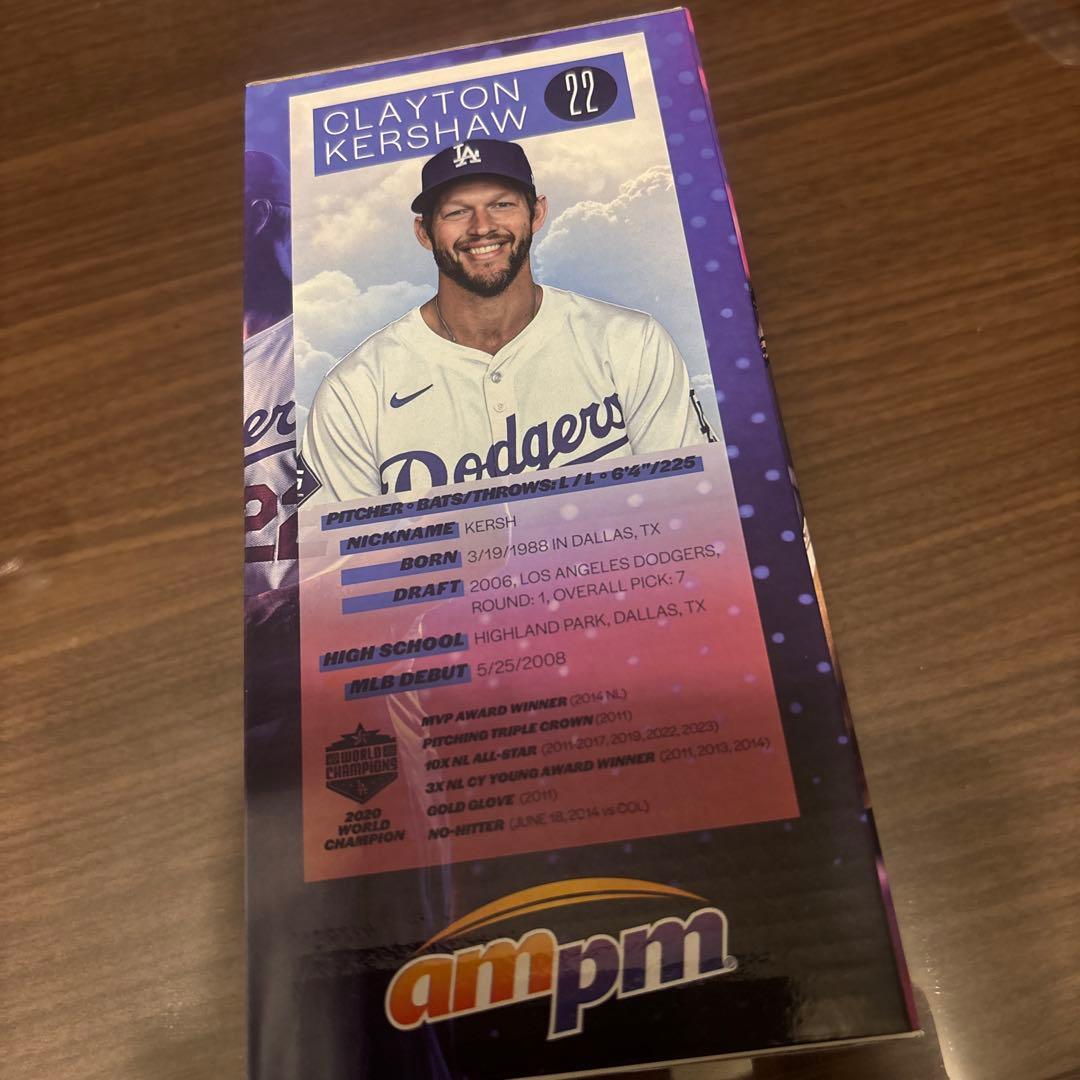 CLAYTON
KERSHAW
22
LA
Dodgers
er
PITCHER • BATS/THROWS: L / L • 6'4"/225
NICKNAME KERSH
BORN 3/19/1988 IN DALLAS, TX
DRAFT 2006, LOS ANGELES DODGERS,
ROUND: 1, OVERALL PICK: 7
HIGH SCHOOL HIGHLAND PARK, DALLAS, TX
MLB DEBUT 5/25/2008
MVP AWARD WINNER (2014 NL)
PITCHING TRIPLE CROWN (2011)
10X NL ALL-STAR (2011-2017, 2019, 2022, 2023)
3X NL CY YOUNG AWARD WINNER (2011, 2013, 2014)
GOLD GLOVE (2011)
NO-HITTER (JUNE 18, 2014 vs COL)
WORLD
CHAMPIONS
2020
WORLD
CHAMPION
ampm